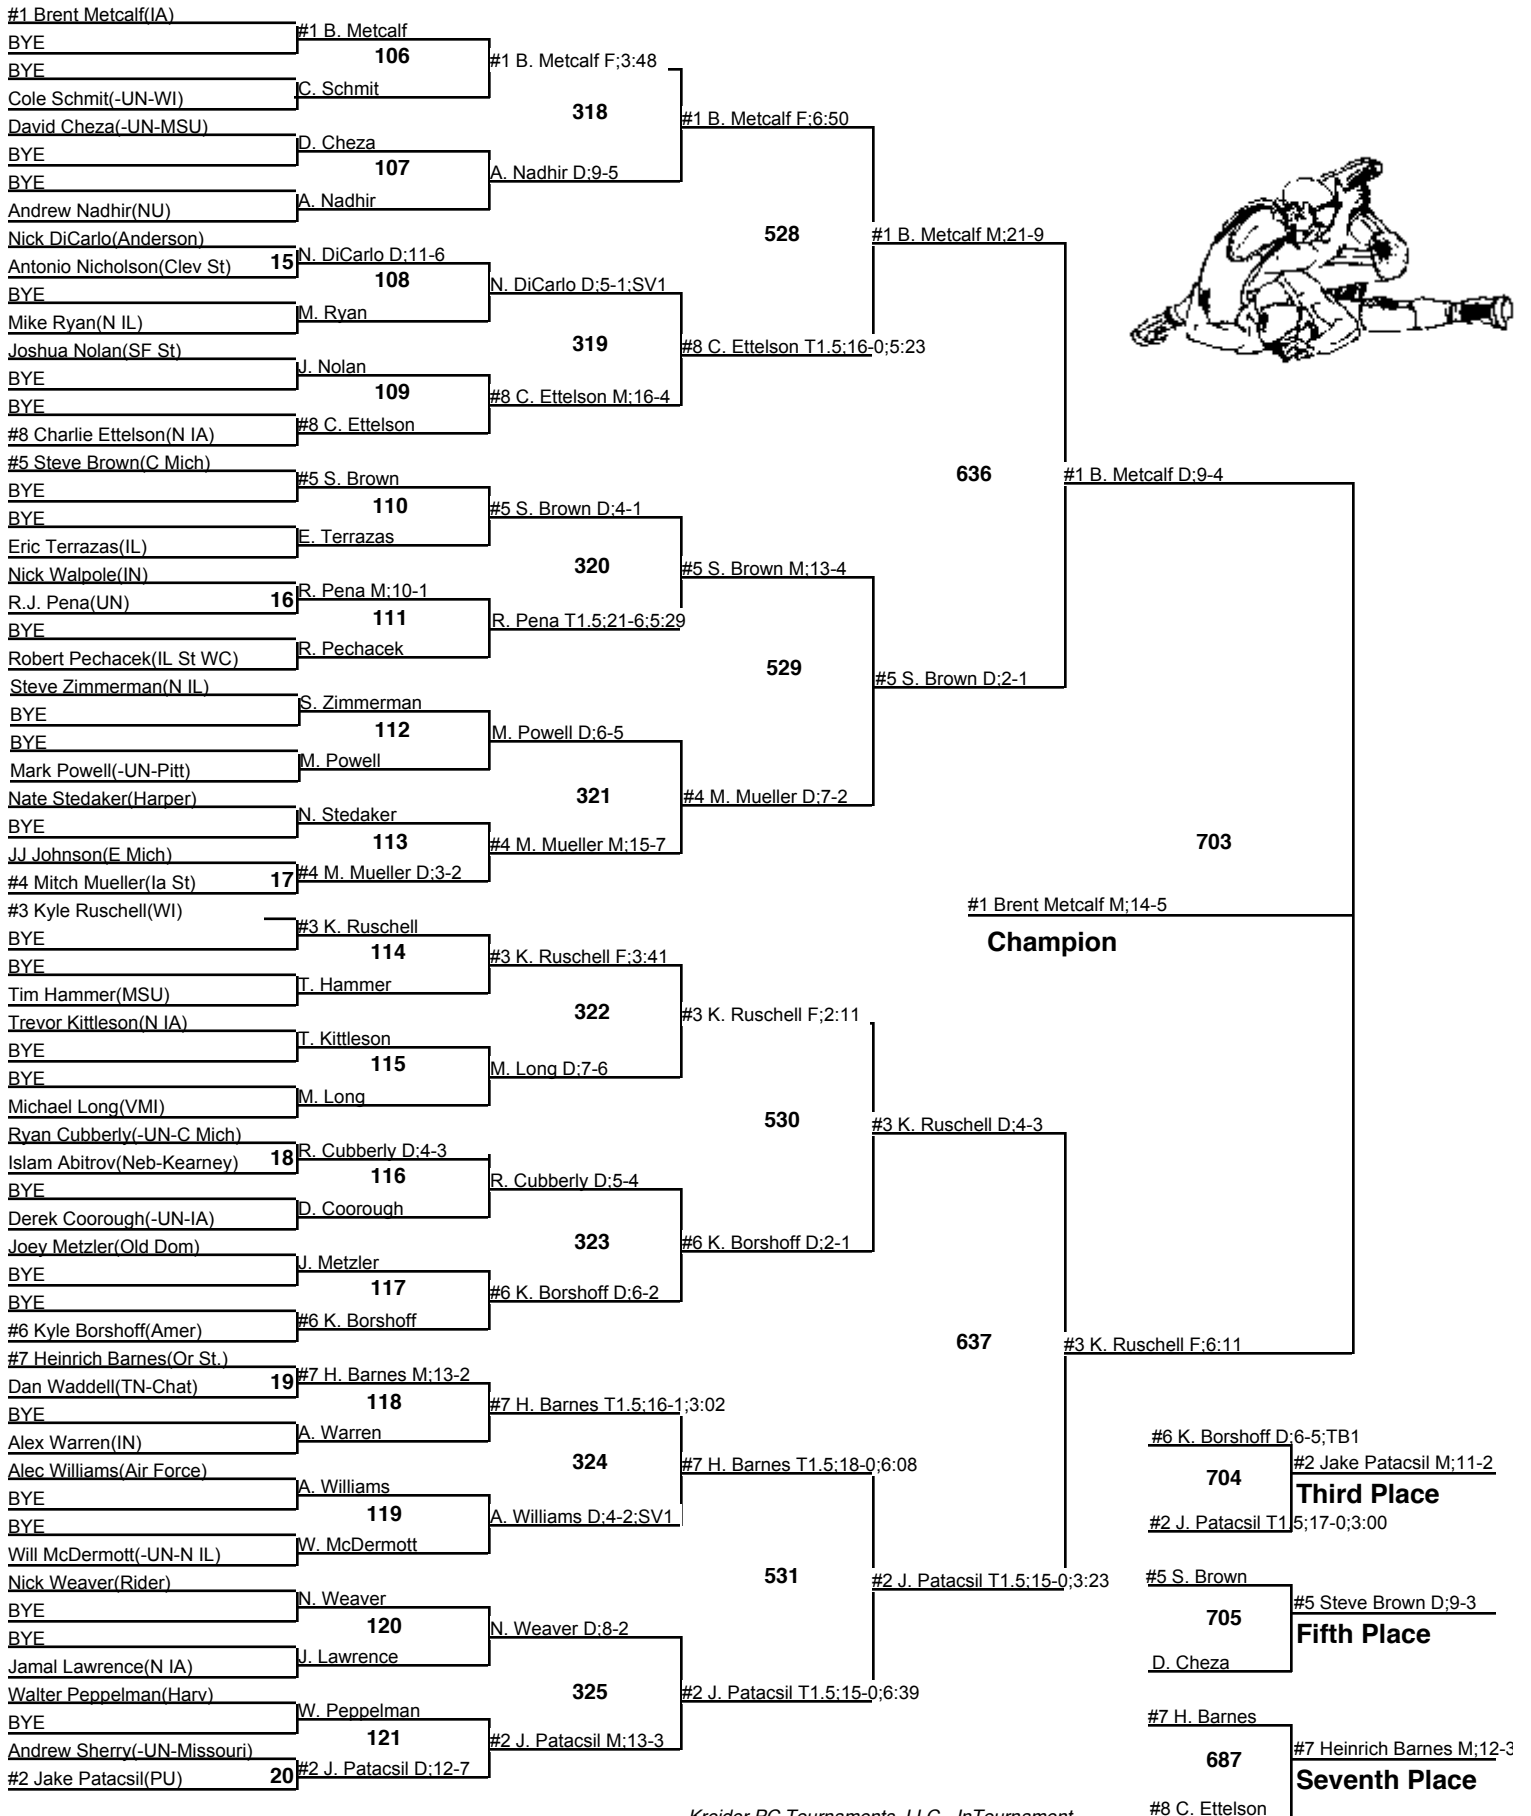 #1 Brent Metcalf(IA)
BYE
BYE
Cole Schmit(-UN-WI)
David Cheza(-UN-MSU)
BYE
BYE
Andrew Nadhir(NU)
Nick DiCarlo(Anderson)
Antonio Nicholson(Clev St) 15
BYE
Mike Ryan(N IL)
Joshua Nolan(SF St)
BYE
BYE
#8 Charlie Ettelson(N IA)
#5 Steve Brown(C Mich)
BYE
BYE
Eric Terrazas(IL)
Nick Walpole(IN)
R.J. Pena(UN) 16
BYE
Robert Pechacek(IL St WC)
Steve Zimmerman(N IL)
BYE
BYE
Mark Powell(-UN-Pitt)
Nate Stedaker(Harper)
BYE
JJ Johnson(E Mich)
#4 Mitch Mueller(Ia St) 17
#3 Kyle Ruschell(WI)
BYE
BYE
Tim Hammer(MSU)
Trevor Kittleson(N IA)
BYE
BYE
Michael Long(VMI)
Ryan Cubberly(-UN-C Mich)
Islam Abitrov(Neb-Kearney) 18
BYE
Derek Coorough(-UN-IA)
Joey Metzler(Old Dom)
BYE
BYE
#6 Kyle Borshoff(Amer)
#7 Heinrich Barnes(Or St.)
Dan Waddell(TN-Chat) 19
BYE
Alex Warren(IN)
Alec Williams(Air Force)
BYE
BYE
Will McDermott(-UN-N IL)
Nick Weaver(Rider)
BYE
BYE
Jamal Lawrence(N IA)
Walter Peppelman(Harv)
BYE
Andrew Sherry(-UN-Missouri)
#2 Jake Patacsil(PU) 20
#1 B. Metcalf
106
C. Schmit
D. Cheza
107
A. Nadhir
N. DiCarlo D;11-6
108
M. Ryan
J. Nolan
109
#8 C. Ettelson
#5 S. Brown
110
E. Terrazas
R. Pena M;10-1
111
R. Pechacek
S. Zimmerman
112
M. Powell
N. Stedaker
113
#4 M. Mueller D;3-2
#3 K. Ruschell
114
T. Hammer
T. Kittleson
115
M. Long
R. Cubberly D;4-3
116
D. Coorough
J. Metzler
117
#6 K. Borshoff
#7 H. Barnes M;13-2
118
A. Warren
A. Williams
119
W. McDermott
N. Weaver
120
J. Lawrence
W. Peppelman
121
#2 J. Patacsil D;12-7
#1 B. Metcalf F;3:48
318
A. Nadhir D;9-5
N. DiCarlo D;5-1;SV1
319
#8 C. Ettelson M;16-4
#5 S. Brown D;4-1
320
R. Pena T1.5;21-6;5:29
M. Powell D;6-5
321
#4 M. Mueller M;15-7
#3 K. Ruschell F;3:41
322
M. Long D;7-6
R. Cubberly D;5-4
323
#6 K. Borshoff D;6-2
#7 H. Barnes T1.5;16-1;3:02
324
A. Williams D;4-2;SV1
N. Weaver D;8-2
325
#2 J. Patacsil M;13-3
#1 B. Metcalf F;6:50
528
#8 C. Ettelson T1.5;16-0;5:23
#5 S. Brown M;13-4
529
#4 M. Mueller D;7-2
#3 K. Ruschell F;2:11
530
#6 K. Borshoff D;2-1
#7 H. Barnes T1.5;18-0;6:08
531
#2 J. Patacsil T1.5;15-0;6:39
#1 B. Metcalf M;21-9
636
#5 S. Brown D;2-1
#3 K. Ruschell D;4-3
637
#2 J. Patacsil T1.5;15-0;3:23
#1 B. Metcalf D;9-4
703
#3 K. Ruschell F;6:11
#1 Brent Metcalf M;14-5
Champion
#6 K. Borshoff D;6-5;TB1
704
#2 J. Patacsil T1.5;17-0;3:00
#2 Jake Patacsil M;11-2
Third Place
#5 S. Brown
705
D. Cheza
#5 Steve Brown D;9-3
Fifth Place
#7 H. Barnes
687
#8 C. Ettelson
#7 Heinrich Barnes M;12-3
Seventh Place
Kreider PC Tournaments, LLC - InTournament